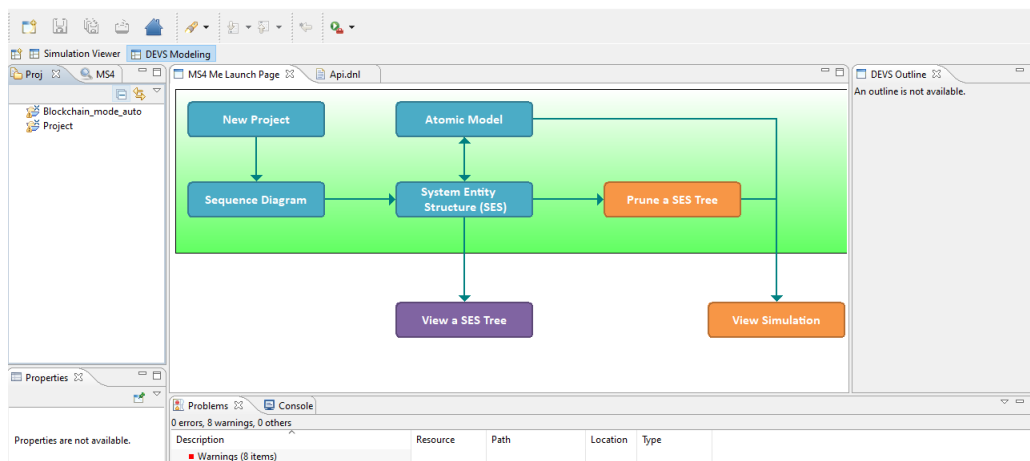 Simulation Viewer
DEVS Modeling
Proj
MS4
MS4 Me Launch Page
Api.dnl
DEVS Outline
An outline is not available.
Blockchain_mode_auto
Project
New Project
Atomic Model
Sequence Diagram
System Entity
Structure (SES)
Prune a SES Tree
View a SES Tree
View Simulation
Properties
Properties are not available.
Problems
Console
0 errors, 8 warnings, 0 others
Description
Resource
Path
Location
Type
Warnings (8 items)